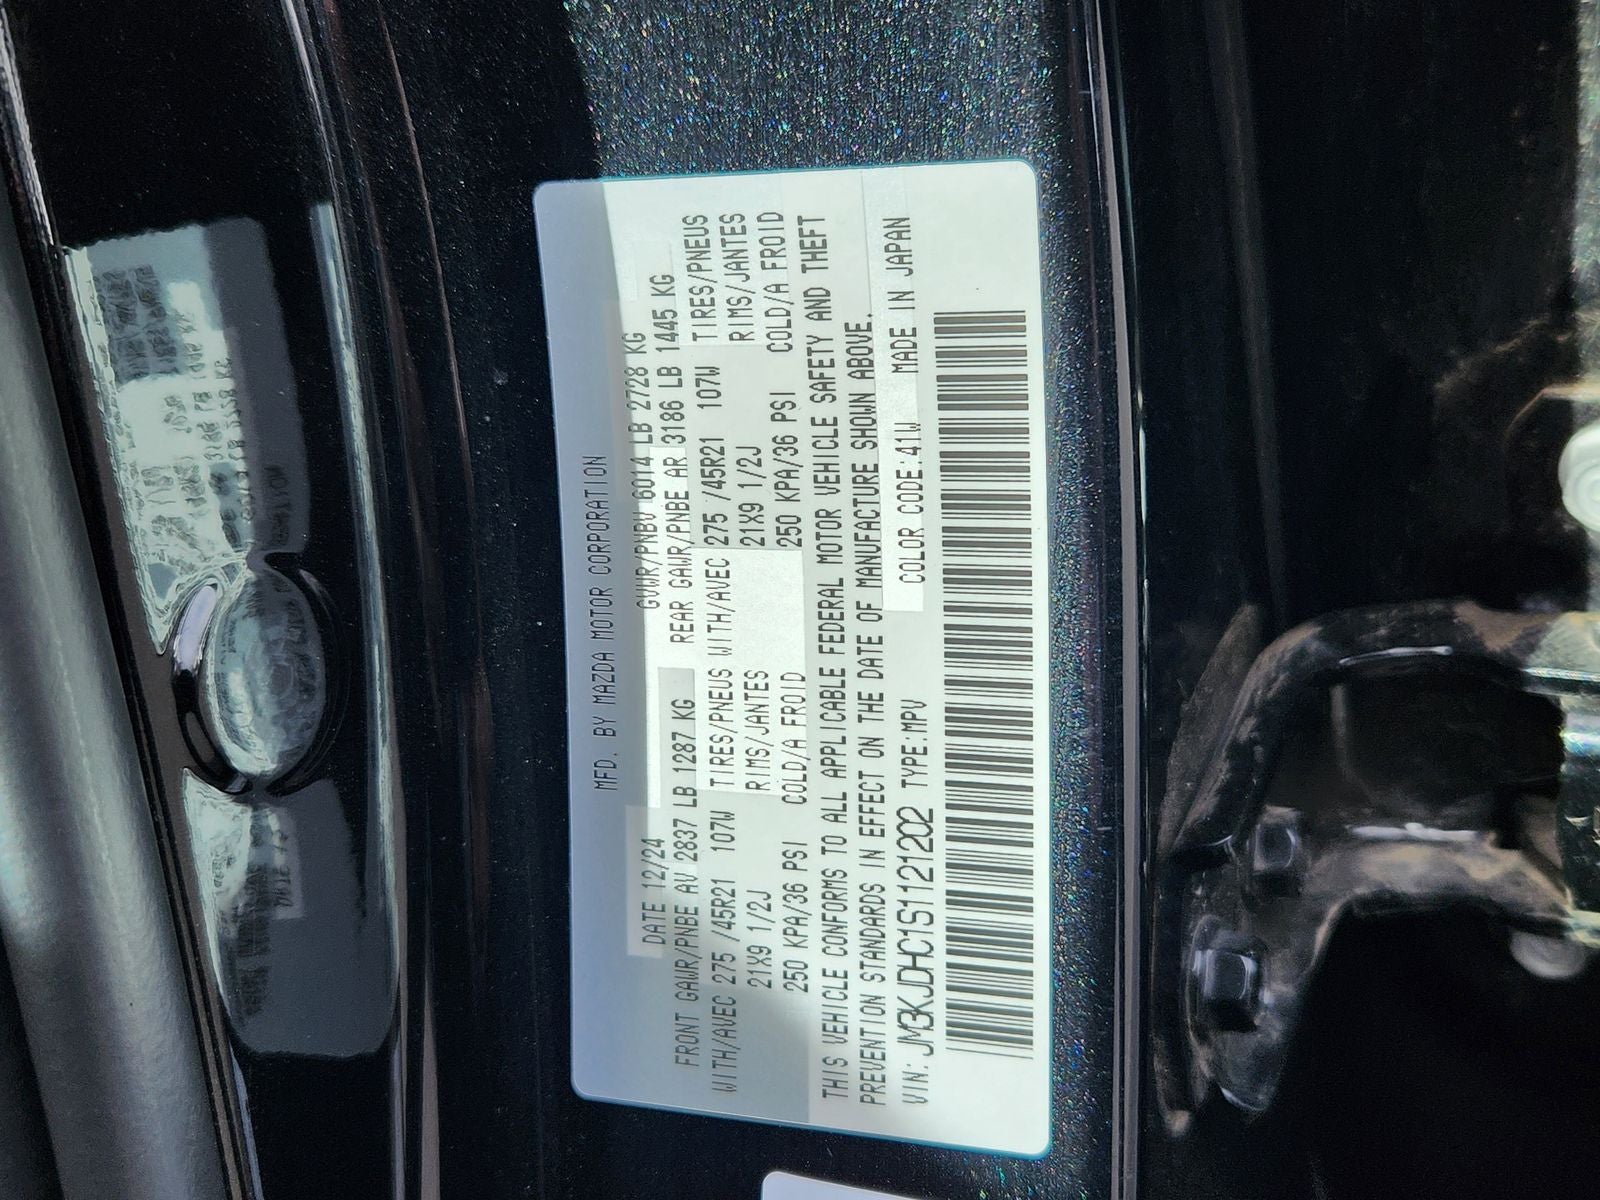 MFD. BY MAZDA MOTOR CORPORATION
DATE 12/24 GVWR/PNBV 6014 LB 2728 KG
FRONT GAWR/PNBE AV 2837 LB 1287 KG REAR GAWR/PNBE AR 3186 LB 1445 KG
WITH/AVEC 275 /45R21 107W TIRES/PNEUS WITH/AVEC 275 /45R21 107W TIRES/PNEUS
21X9 1/2J RIMS/JANTES 21X9 1/2J RIMS/JANTES
250 KPA/36 PSI COLD/A FROID 250 KPA/36 PSI COLD/A FROID
THIS VEHICLE CONFORMS TO ALL APPLICABLE FEDERAL MOTOR VEHICLE SAFETY AND THEFT
PREVENTION STANDARDS IN EFFECT ON THE DATE OF MANUFACTURE SHOWN ABOVE.
VIN: JM3KJDHC1S1121202 TYPE:MPV COLOR CODE:41W MADE IN JAPAN